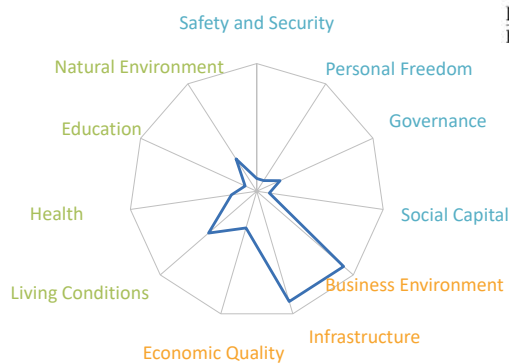 Safety and Security
Natural Environment
Personal Freedom
Education
Governance
Health
Social Capital
Living Conditions
Business Environment
Infrastructure
Economic Quality